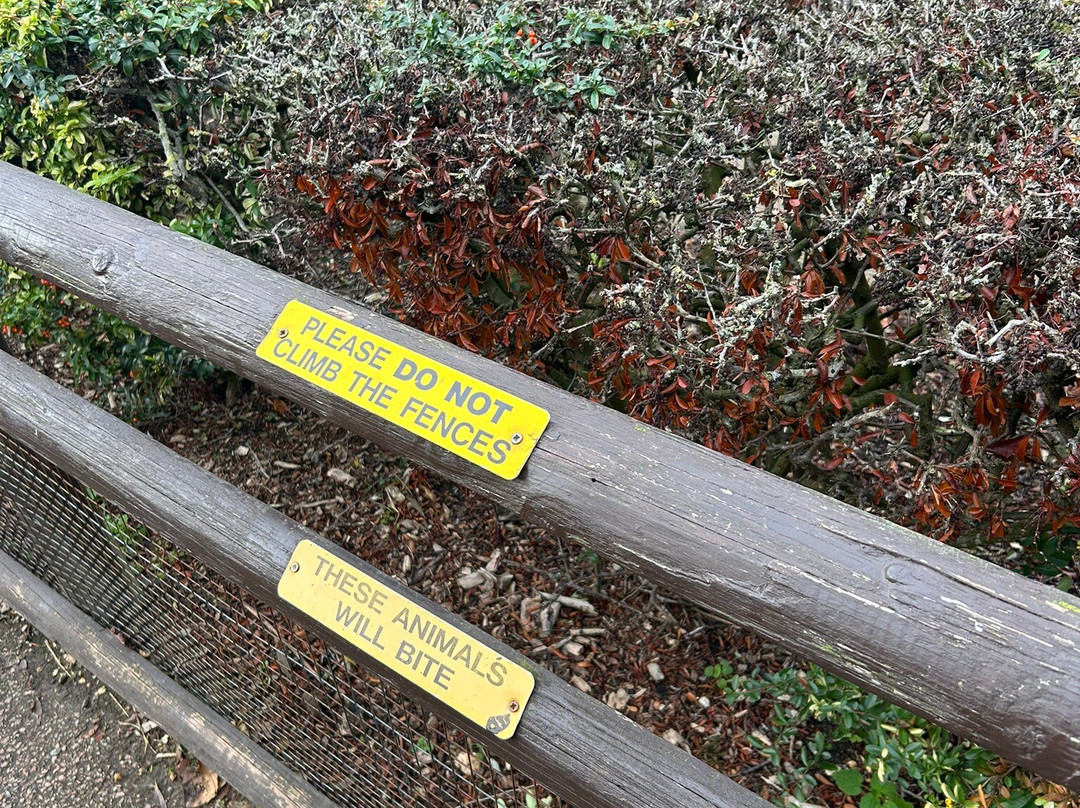 PLEASE DO NOT
CLIMB THE FENCES
THESE ANIMALS
WILL BITE